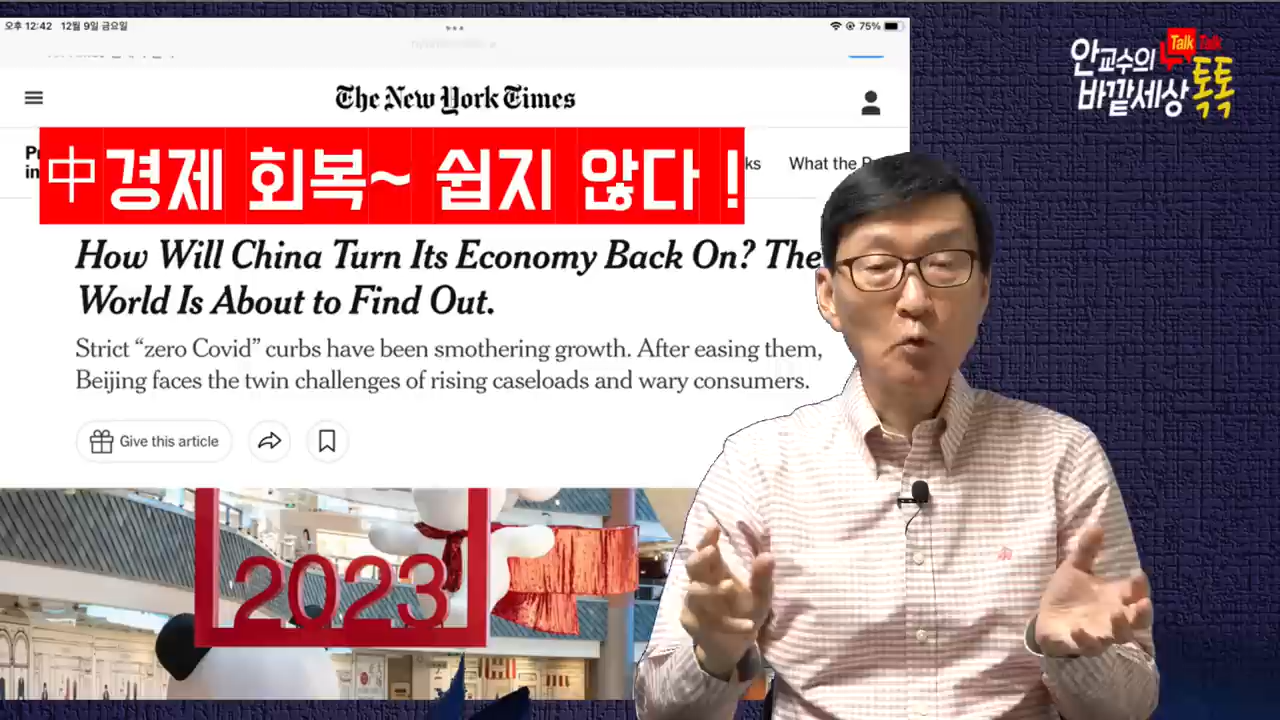 오후 12:42 12월 9일 금요일
75%
The New York Times
안교수의
Talk Talk
바깥세상
톡톡
中경제 회복~ 쉽지 않다 !
What the
How Will China Turn Its Economy Back On? The
World Is About to Find Out.
Strict “zero Covid” curbs have been smothering growth. After easing them,
Beijing faces the twin challenges of rising caseloads and wary consumers.
Give this article
2023